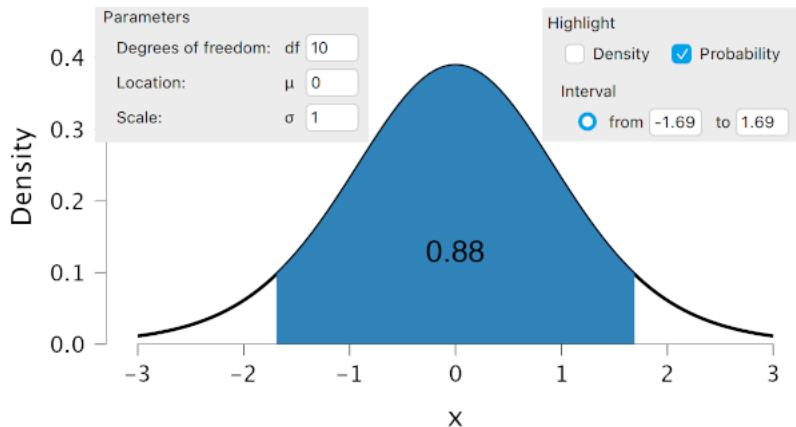 Parameters
Degrees of freedom: df 10
Location: μ 0
Scale: σ 1
Highlight
Density Probability
Interval
from -1.69 to 1.69
Density
0.4
0.3
0.2
0.1
0.0
0.88
−3 −2 −1 0 1 2 3
x